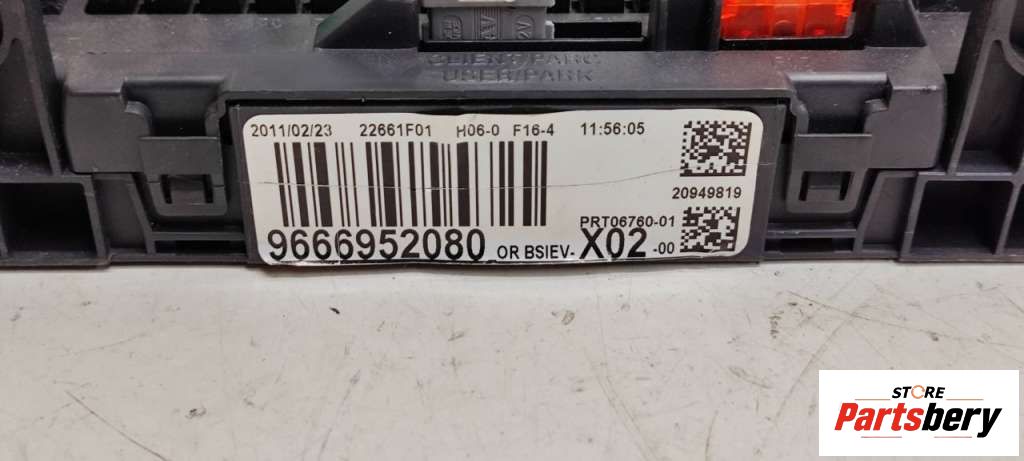 CLIENT/PARC
USER/PARK
2011/02/23 22661F01 H06-0 F16-4 11:56:05
20949819
PRT06760-01
9666952080 OR BSIEV- X02 -00
STORE
Partsbery